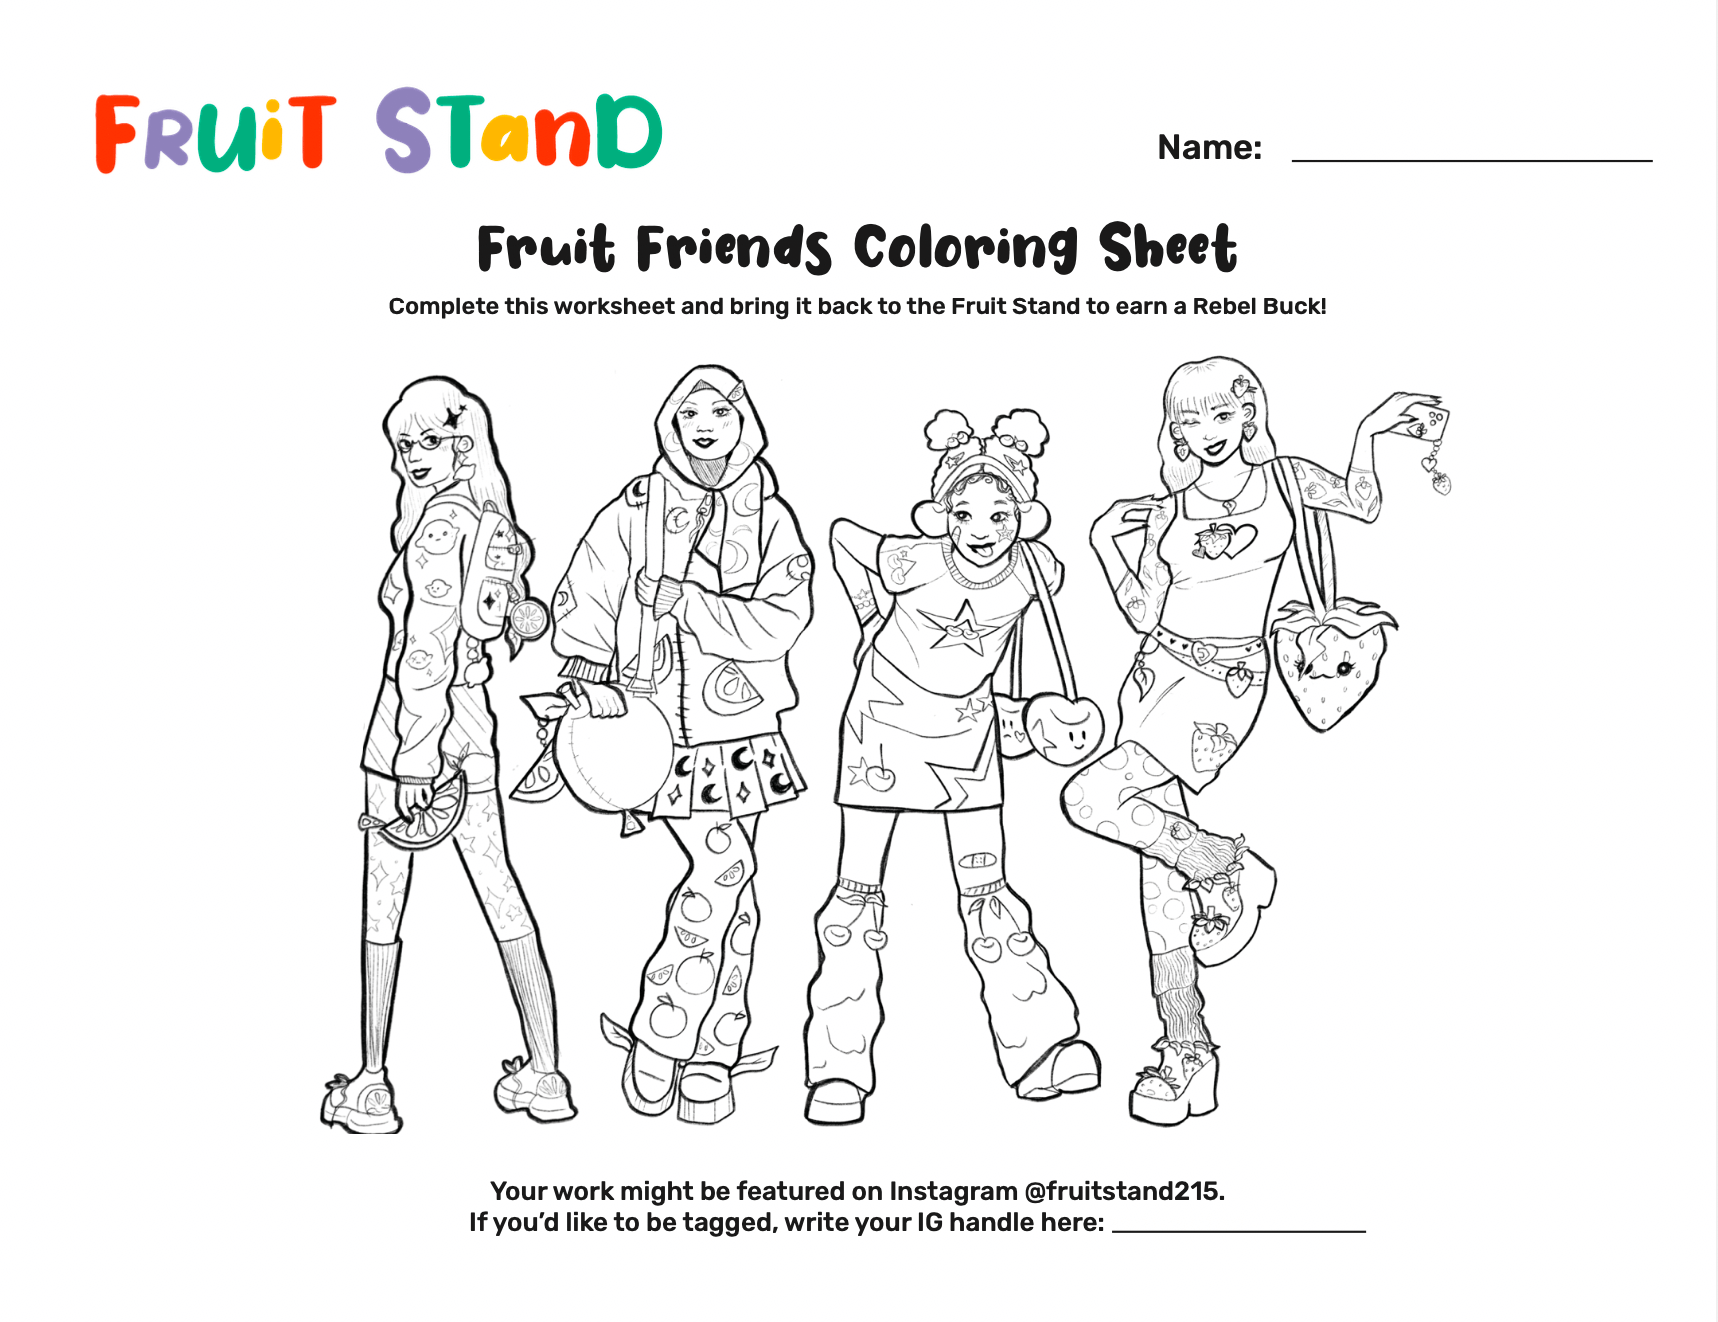 FRUiT STanD
Name:
Fruit Friends Coloring Sheet
Complete this worksheet and bring it back to the Fruit Stand to earn a Rebel Buck!
Your work might be featured on Instagram @fruitstand215.
If you’d like to be tagged, write your IG handle here: